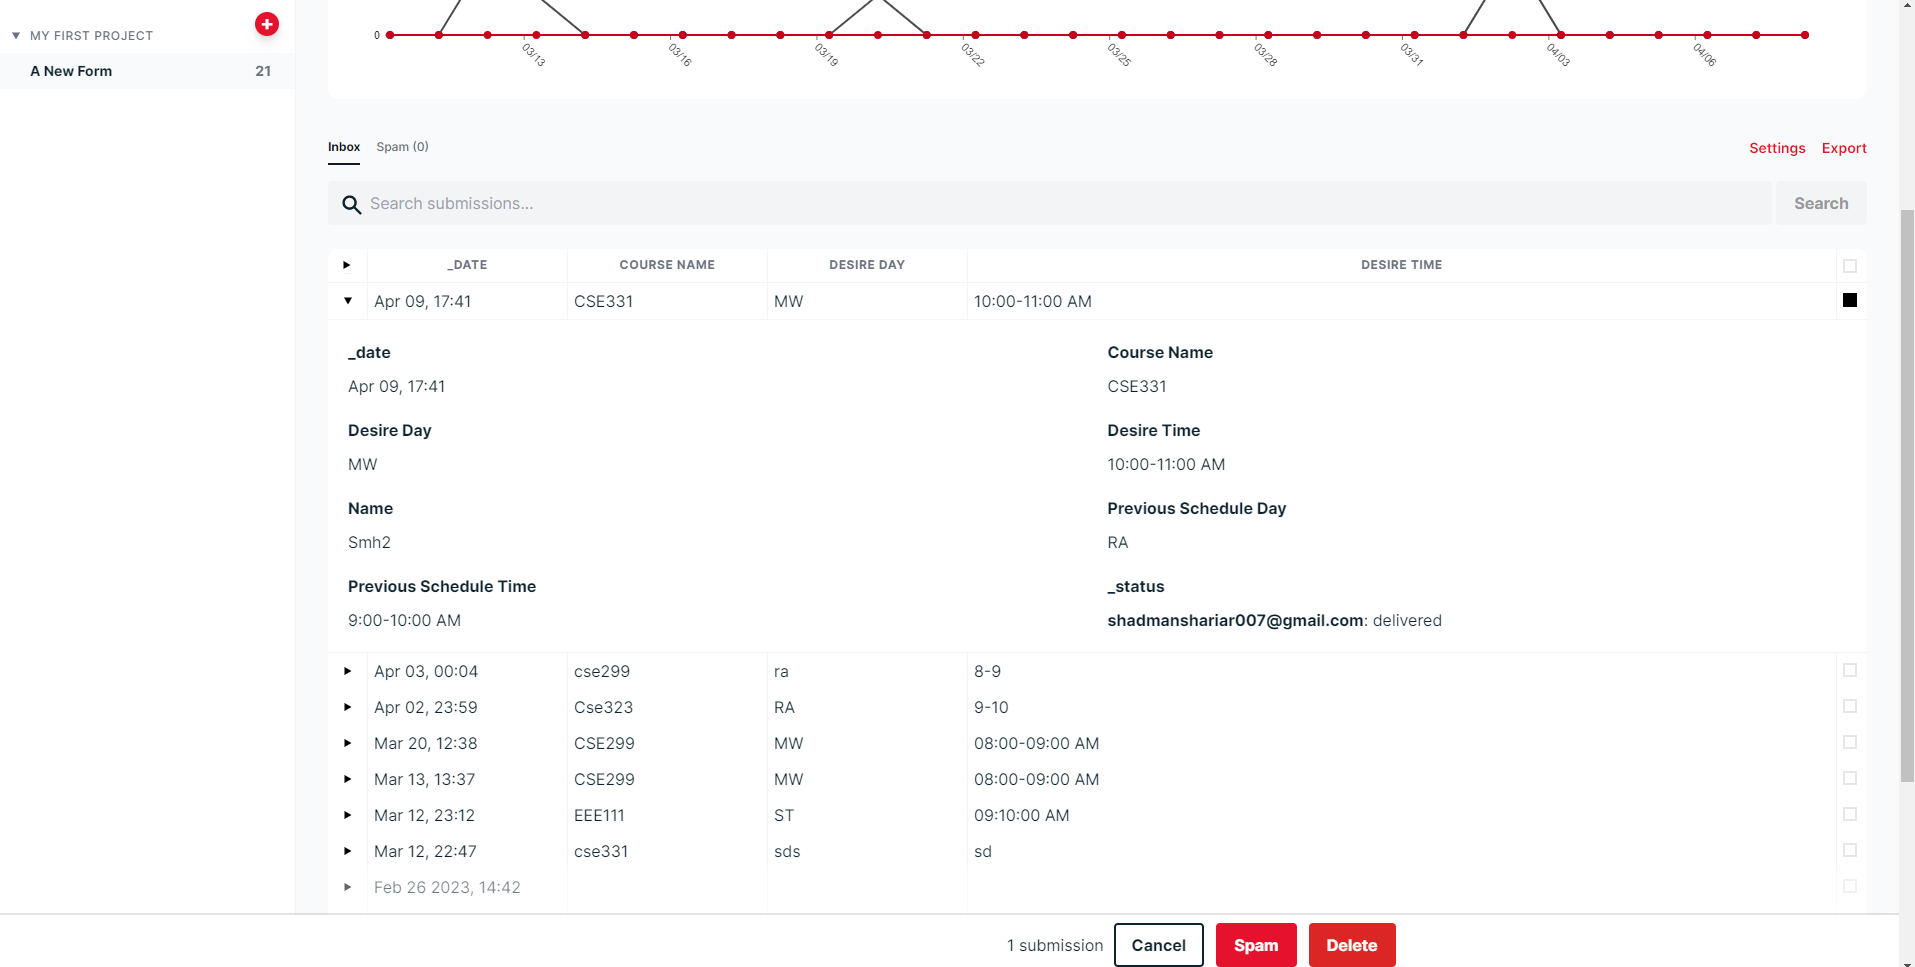 MY FIRST PROJECT
A New Form 21
0
03/13 03/16 03/19 03/22 03/25 03/28 03/31 04/03 04/06
Inbox Spam (0) Settings Export
Search submissions... Search
_DATE COURSE NAME DESIRE DAY DESIRE TIME
Apr 09, 17:41 CSE331 MW 10:00-11:00 AM
_date Course Name
Apr 09, 17:41 CSE331
Desire Day Desire Time
MW 10:00-11:00 AM
Name Previous Schedule Day
Smh2 RA
Previous Schedule Time _status
9:00-10:00 AM shadmanshariar007@gmail.com: delivered
Apr 03, 00:04 cse299 ra 8-9
Apr 02, 23:59 Cse323 RA 9-10
Mar 20, 12:38 CSE299 MW 08:00-09:00 AM
Mar 13, 13:37 CSE299 MW 08:00-09:00 AM
Mar 12, 23:12 EEE111 ST 09:10:00 AM
Mar 12, 22:47 cse331 sds sd
Feb 26 2023, 14:42
1 submission Cancel Spam Delete